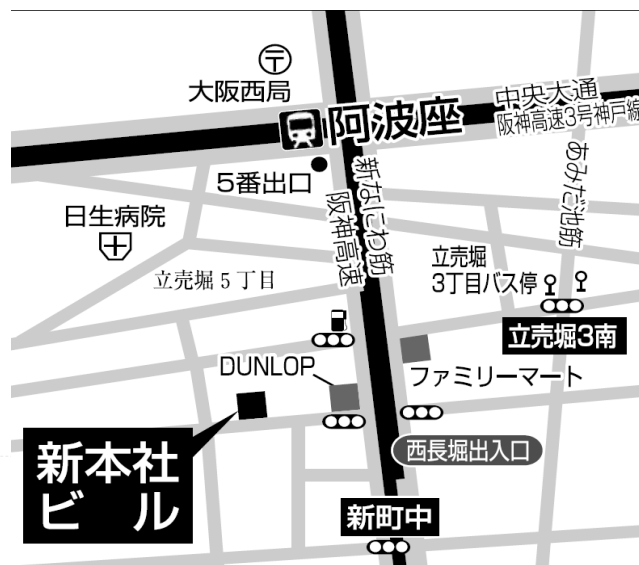 〒
大阪西局
阿波座
中央大通
阪神高速3号神戸線
5番出口
新なにわ筋
阪神高速
あみだ池筋
日生病院
立売堀5丁目
立売堀
3丁目バス停
立売堀3南
DUNLOP
ファミリーマート
新本社
ビル
西長堀出入口
新町中